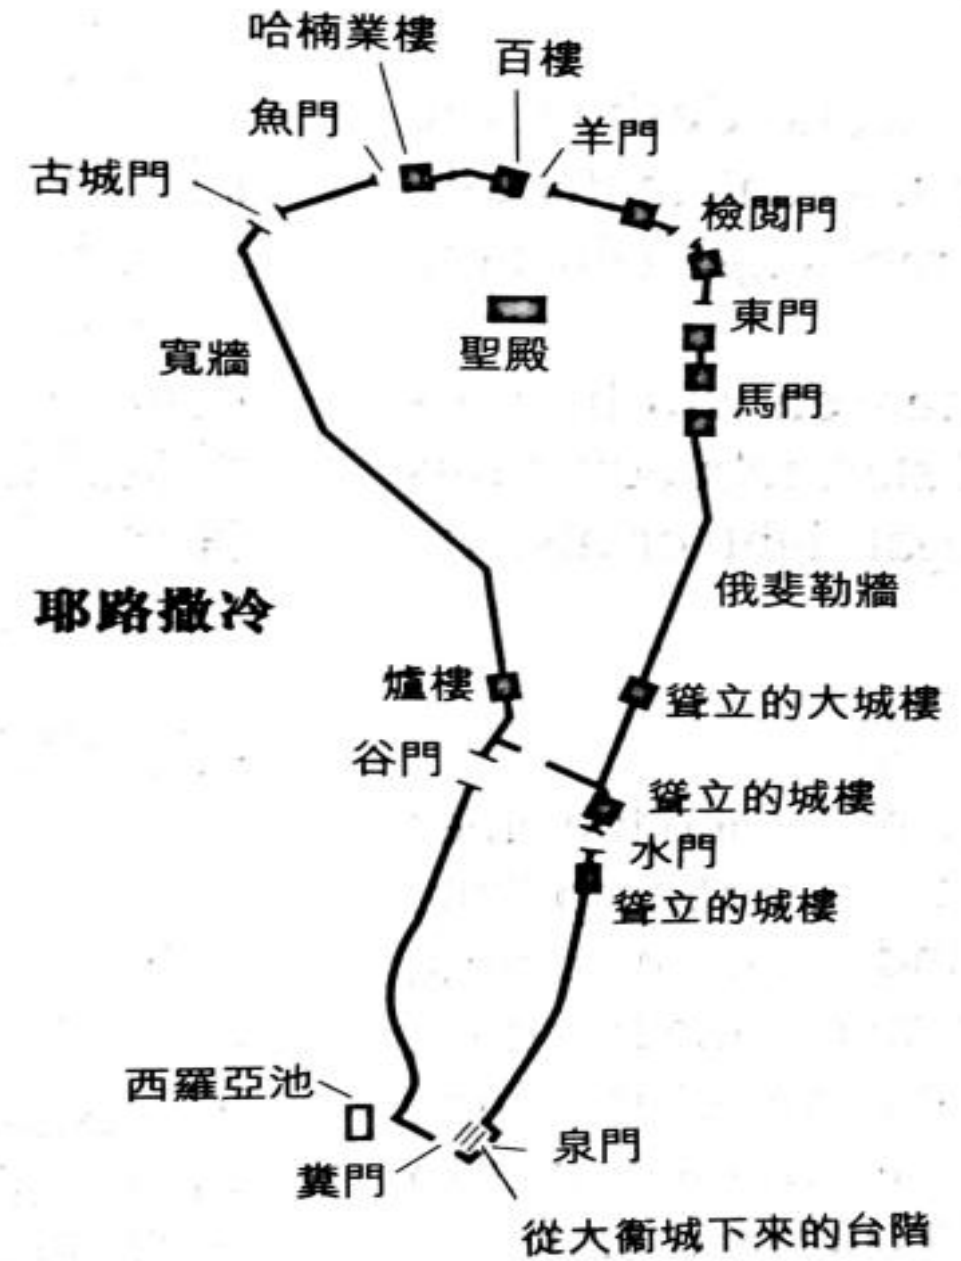 哈楠業樓
百樓
魚門
羊門
古城門
檢閱門
東門
聖殿
寬牆
馬門
俄斐勒牆
耶路撒冷
爐樓
聳立的大城樓
谷門
聳立的城樓
水門
聳立的城樓
西羅亞池
泉門
糞門
從大衞城下來的台階